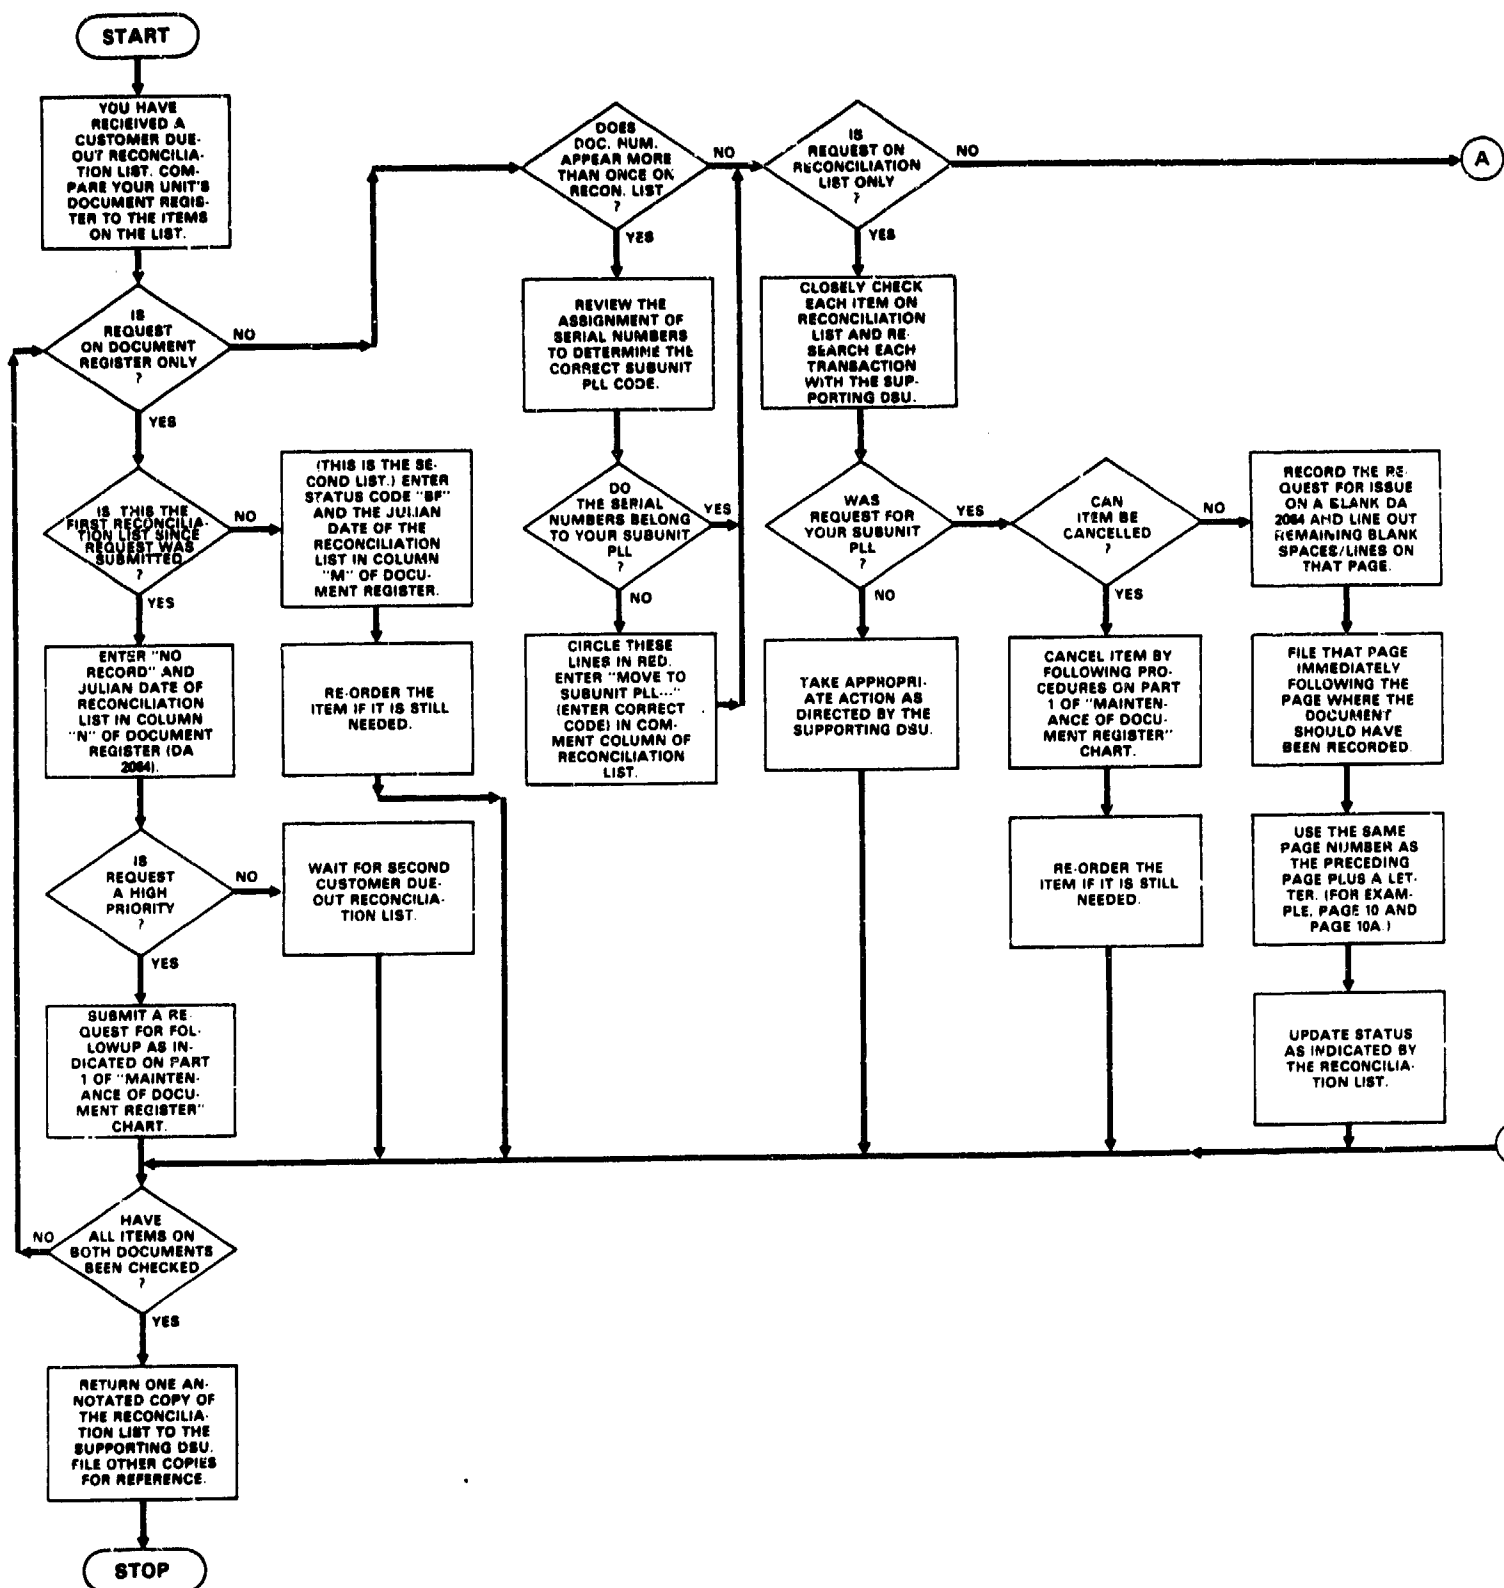 START
YOU HAVE
RECIEIVED A
CUSTOMER DUE-
OUT RECONCILIA-
TION LIST. COM-
PARE YOUR UNIT'S
DOCUMENT REGIS-
TER TO THE ITEMS
ON THE LIST.
IS
REQUEST
ON DOCUMENT
REGISTER ONLY
?
NO
YES
IS THIS THE
FIRST RECONCILIA-
TION LIST SINCE
REQUEST WAS
SUBMITTED
?
NO
YES
(THIS IS THE SE-
COND LIST.) ENTER
STATUS CODE "BF"
AND THE JULIAN
DATE OF THE
RECONCILIATION
LIST IN COLUMN
"M" OF DOCU-
MENT REGISTER.
RE-ORDER THE
ITEM IF IT IS STILL
NEEDED.
ENTER "NO
RECORD" AND
JULIAN DATE OF
RECONCILIATION
LIST IN COLUMN
"N" OF DOCUMENT
REGISTER (DA
2064).
IS
REQUEST
A HIGH
PRIORITY
?
NO
YES
WAIT FOR SECOND
CUSTOMER DUE-
OUT RECONCILIA-
TION LIST.
SUBMIT A RE-
QUEST FOR FOL-
LOWUP AS IN-
DICATED ON PART
1 OF "MAINTEN-
ANCE OF DOCU-
MENT REGISTER"
CHART.
HAVE
ALL ITEMS ON
BOTH DOCUMENTS
BEEN CHECKED
?
NO
YES
RETURN ONE AN-
NOTATED COPY OF
THE RECONCILIA-
TION LIST TO THE
SUPPORTING DSU.
FILE OTHER COPIES
FOR REFERENCE.
STOP
DOES
DOC. NUM.
APPEAR MORE
THAN ONCE ON
RECON. LIST
?
NO
YES
REVIEW THE
ASSIGNMENT OF
SERIAL NUMBERS
TO DETERMINE THE
CORRECT SUBUNIT
PLL CODE.
DO
THE SERIAL
NUMBERS BELONG
TO YOUR SUBUNIT
PLL
?
YES
NO
CIRCLE THESE
LINES IN RED.
ENTER "MOVE TO
SUBUNIT PLL---"
(ENTER CORRECT
CODE) IN COM-
MENT COLUMN OF
RECONCILIATION
LIST.
IS
REQUEST ON
RECONCILIATION
LIST ONLY
?
NO
YES
A
CLOSELY CHECK
EACH ITEM ON
RECONCILIATION
LIST AND RE-
SEARCH EACH
TRANSACTION
WITH THE SUP-
PORTING DSU.
WAS
REQUEST FOR
YOUR SUBUNIT
PLL
?
YES
NO
TAKE APPROPRI-
ATE ACTION AS
DIRECTED BY THE
SUPPORTING DSU.
CAN
ITEM BE
CANCELLED
?
NO
YES
CANCEL ITEM BY
FOLLOWING PRO-
CEDURES ON PART
1 OF "MAINTEN-
ANCE OF DOCU-
MENT REGISTER"
CHART.
RE-ORDER THE
ITEM IF IT IS STILL
NEEDED.
RECORD THE RE-
QUEST FOR ISSUE
ON A BLANK DA
2064 AND LINE OUT
REMAINING BLANK
SPACES/LINES ON
THAT PAGE.
FILE THAT PAGE
IMMEDIATELY
FOLLOWING THE
PAGE WHERE THE
DOCUMENT
SHOULD HAVE
BEEN RECORDED.
USE THE SAME
PAGE NUMBER AS
THE PRECEDING
PAGE PLUS A LET-
TER. (FOR EXAM-
PLE, PAGE 10 AND
PAGE 10A.)
UPDATE STATUS
AS INDICATED BY
THE RECONCILIA-
TION LIST.